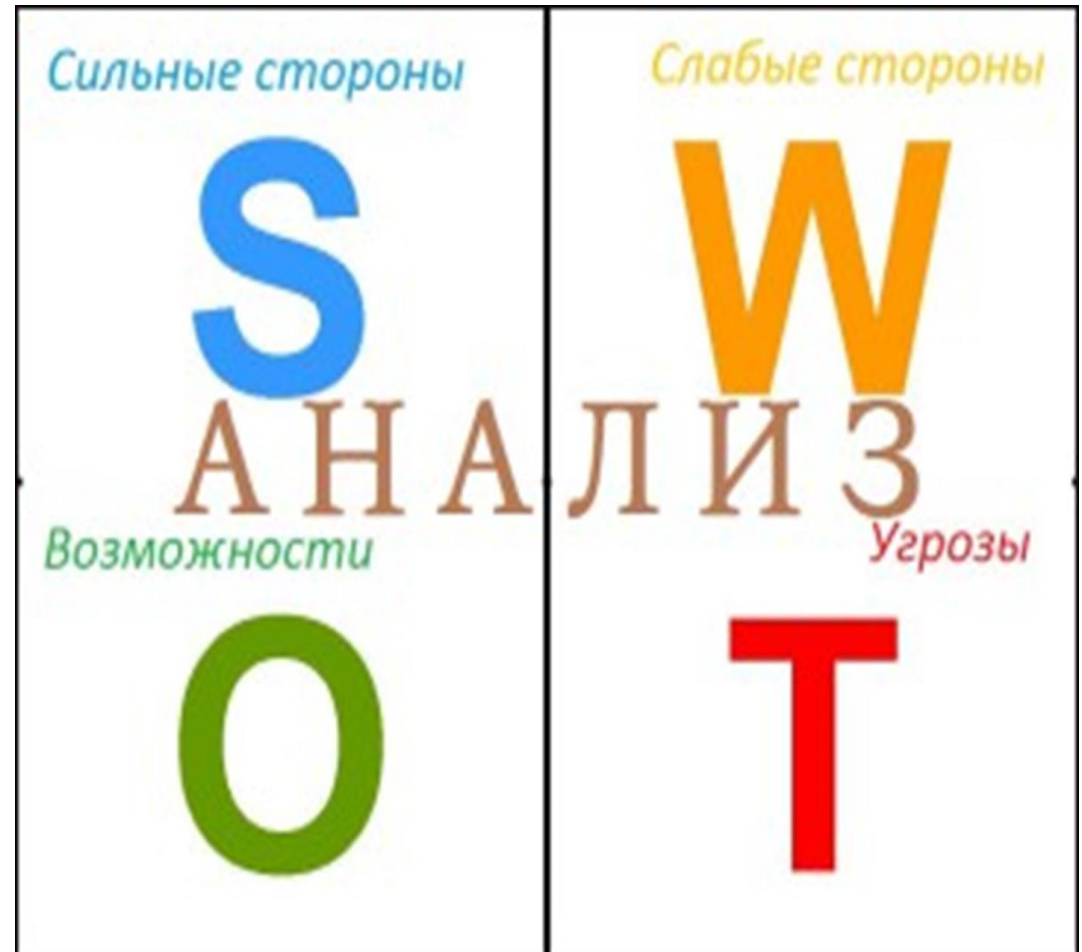 Сильные стороны
Слабые стороны
S
W
АНАЛИЗ
Возможности
Угрозы
O
T